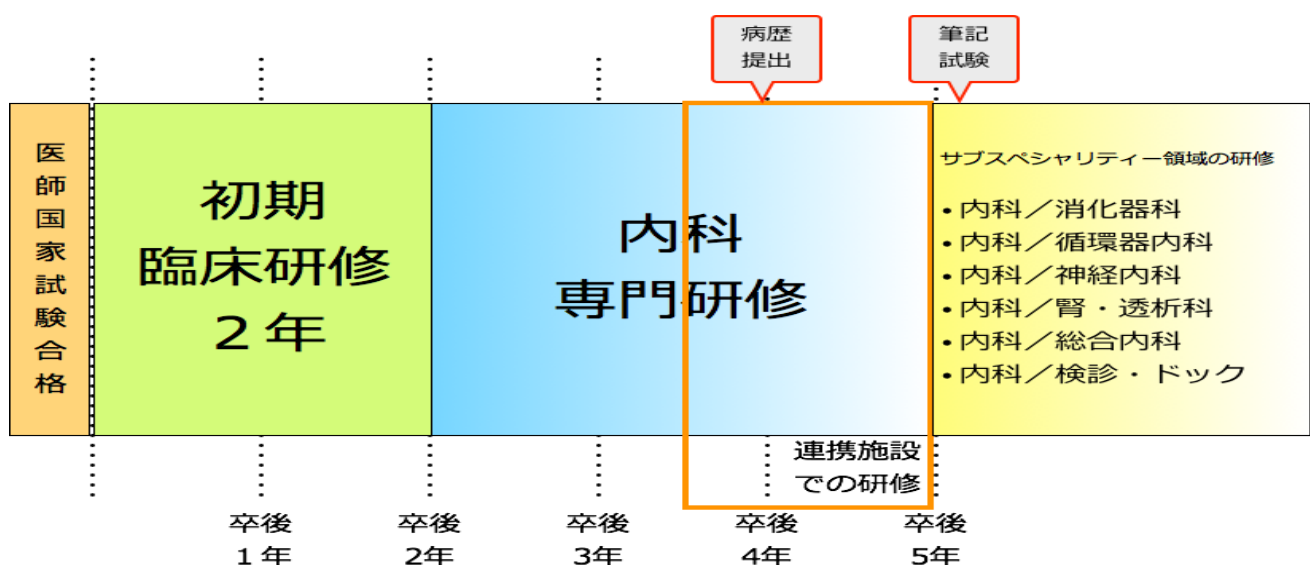 病歴
提出
筆記
試験
医師国家試験合格
初期
臨床研修
２年
内科
専門研修
サブスペシャリティー領域の研修
•内科／消化器科
•内科／循環器内科
•内科／神経内科
•内科／腎・透析科
•内科／総合内科
•内科／検診・ドック
連携施設
での研修
卒後
１年
卒後
2年
卒後
3年
卒後
4年
卒後
5年